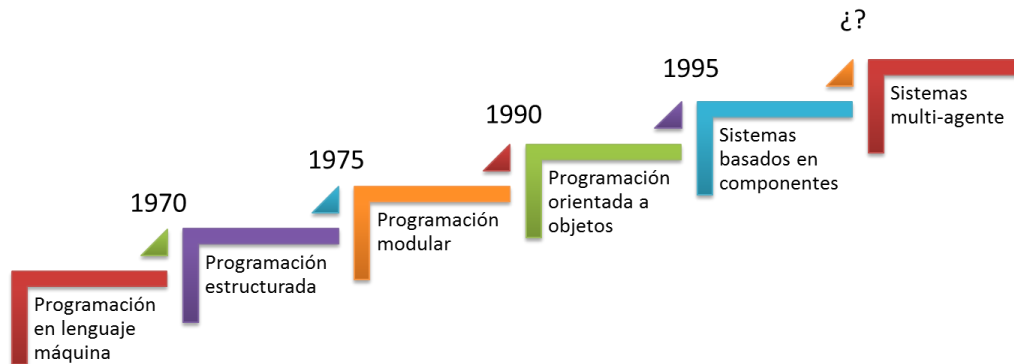 Programación
en lenguaje
máquina
1970
Programación
estructurada
1975
Programación
modular
1990
Programación
orientada a
objetos
1995
Sistemas
basados en
componentes
¿?
Sistemas
multi-agente